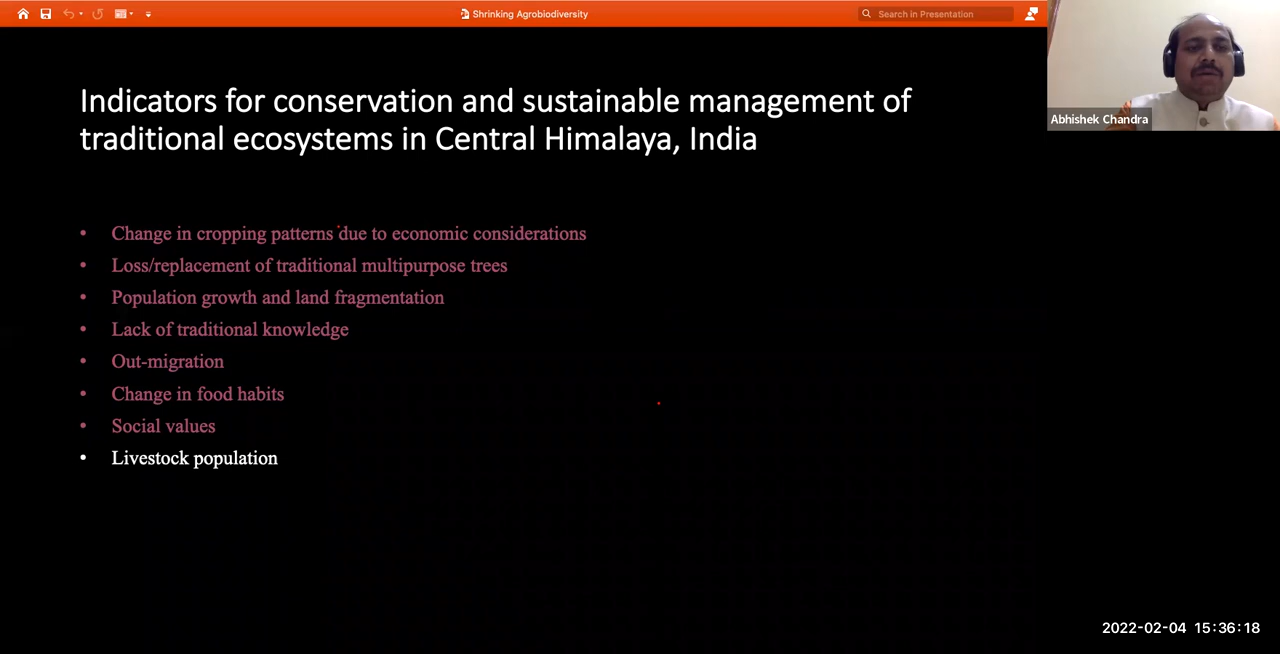 Shrinking Agrobiodiversity
Search in Presentation
Indicators for conservation and sustainable management of
traditional ecosystems in Central Himalaya, India
Abhishek Chandra
• Change in cropping patterns due to economic considerations
• Loss/replacement of traditional multipurpose trees
• Population growth and land fragmentation
• Lack of traditional knowledge
• Out-migration
• Change in food habits
• Social values
• Livestock population
2022-02-04 15:36:18